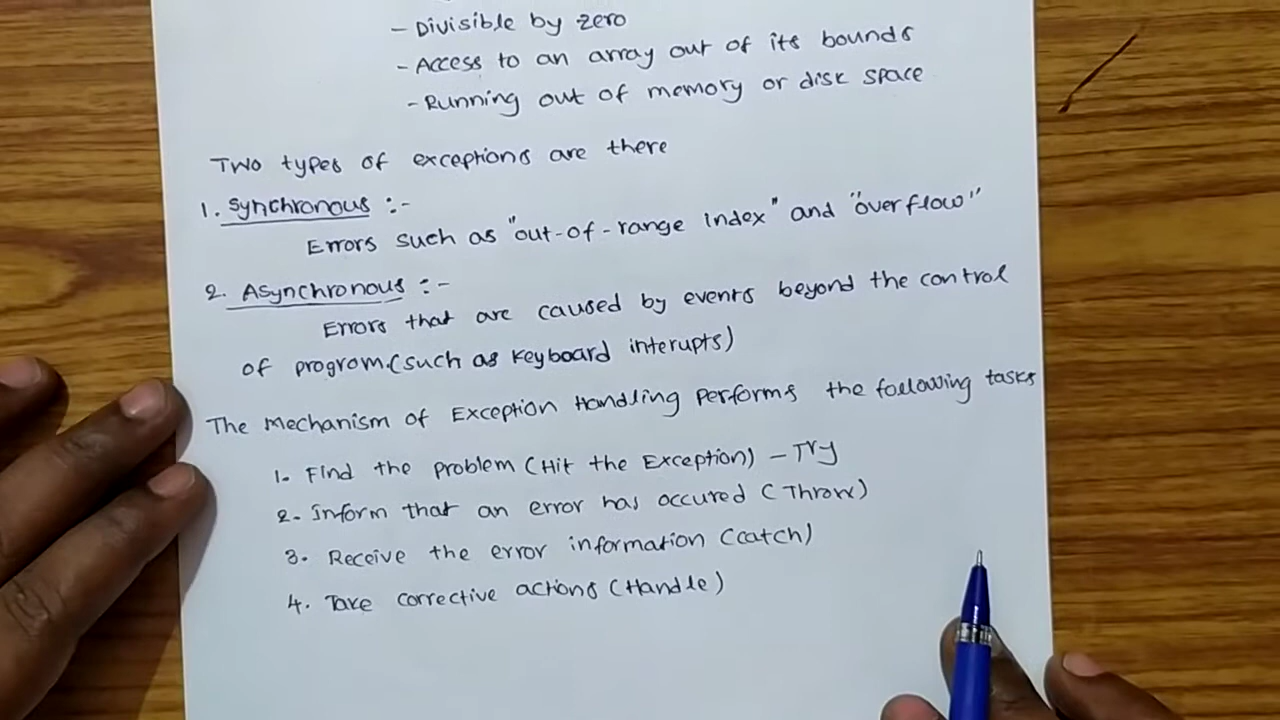 - Divisible by zero
- Access to an array out of its bounds
- Running out of memory or disk space
Two types of exceptions are there
1. Synchronous :-
Errors such as "out-of-range index" and "overflow"
2. Asynchronous :-
Errors that are caused by events beyond the control
of program.(such as keyboard interupts)
The Mechanism of Exception Handling performs the following tasks
1. Find the problem (Hit the Exception) - Try
2. Inform that an error has occured (Throw)
3. Receive the error information (catch)
4. Take corrective actions (Handle)